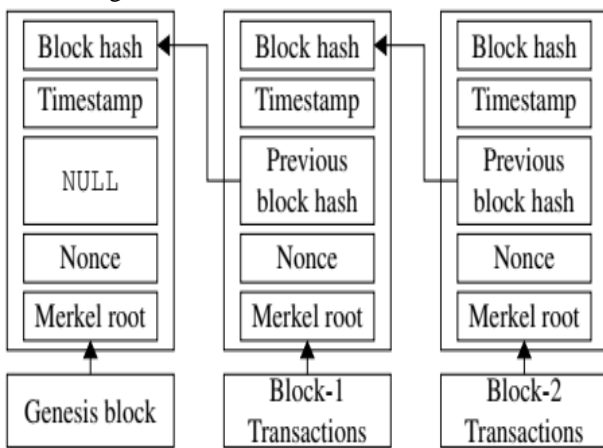 Block hash
Timestamp
NULL
Nonce
Merkel root
Genesis block
Block hash
Timestamp
Previous
block hash
Nonce
Merkel root
Block-1
Transactions
Block hash
Timestamp
Previous
block hash
Nonce
Merkel root
Block-2
Transactions